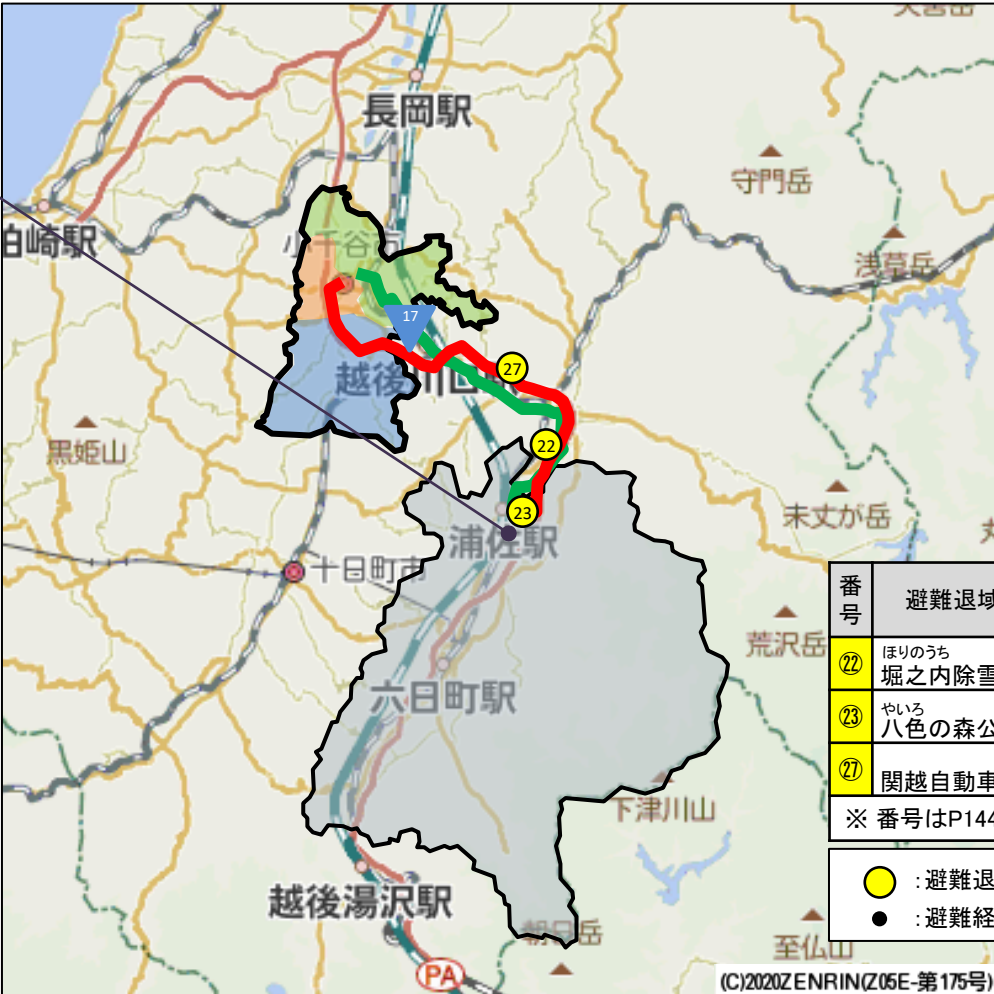 長岡駅
守門岳
柏崎駅
小千谷市
浅草岳
17
27
越後川口駅
22
黒姫山
23
未丈が岳
浦佐駅
十日町市
番号
避難退域
荒沢岳
㉒
ほりのうち
堀之内除雪
六日町駅
㉓
やいろ
八色の森公
㉗
関越自動車
下津川山
※ 番号はP144
:避難退
越後湯沢駅
:避難経
朝日岳
至仏山
PA
(C)2020ZENRIN(Z05E-第175号)